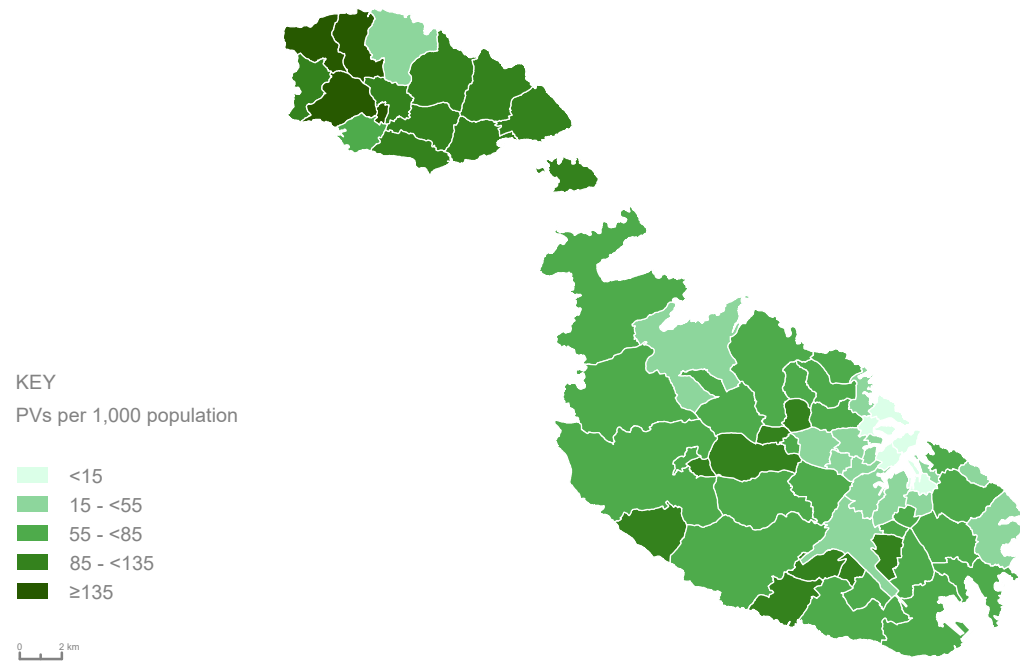 KEY
PVs per 1,000 population
<15
15 - <55
55 - <85
85 - <135
≥135
0 2 km